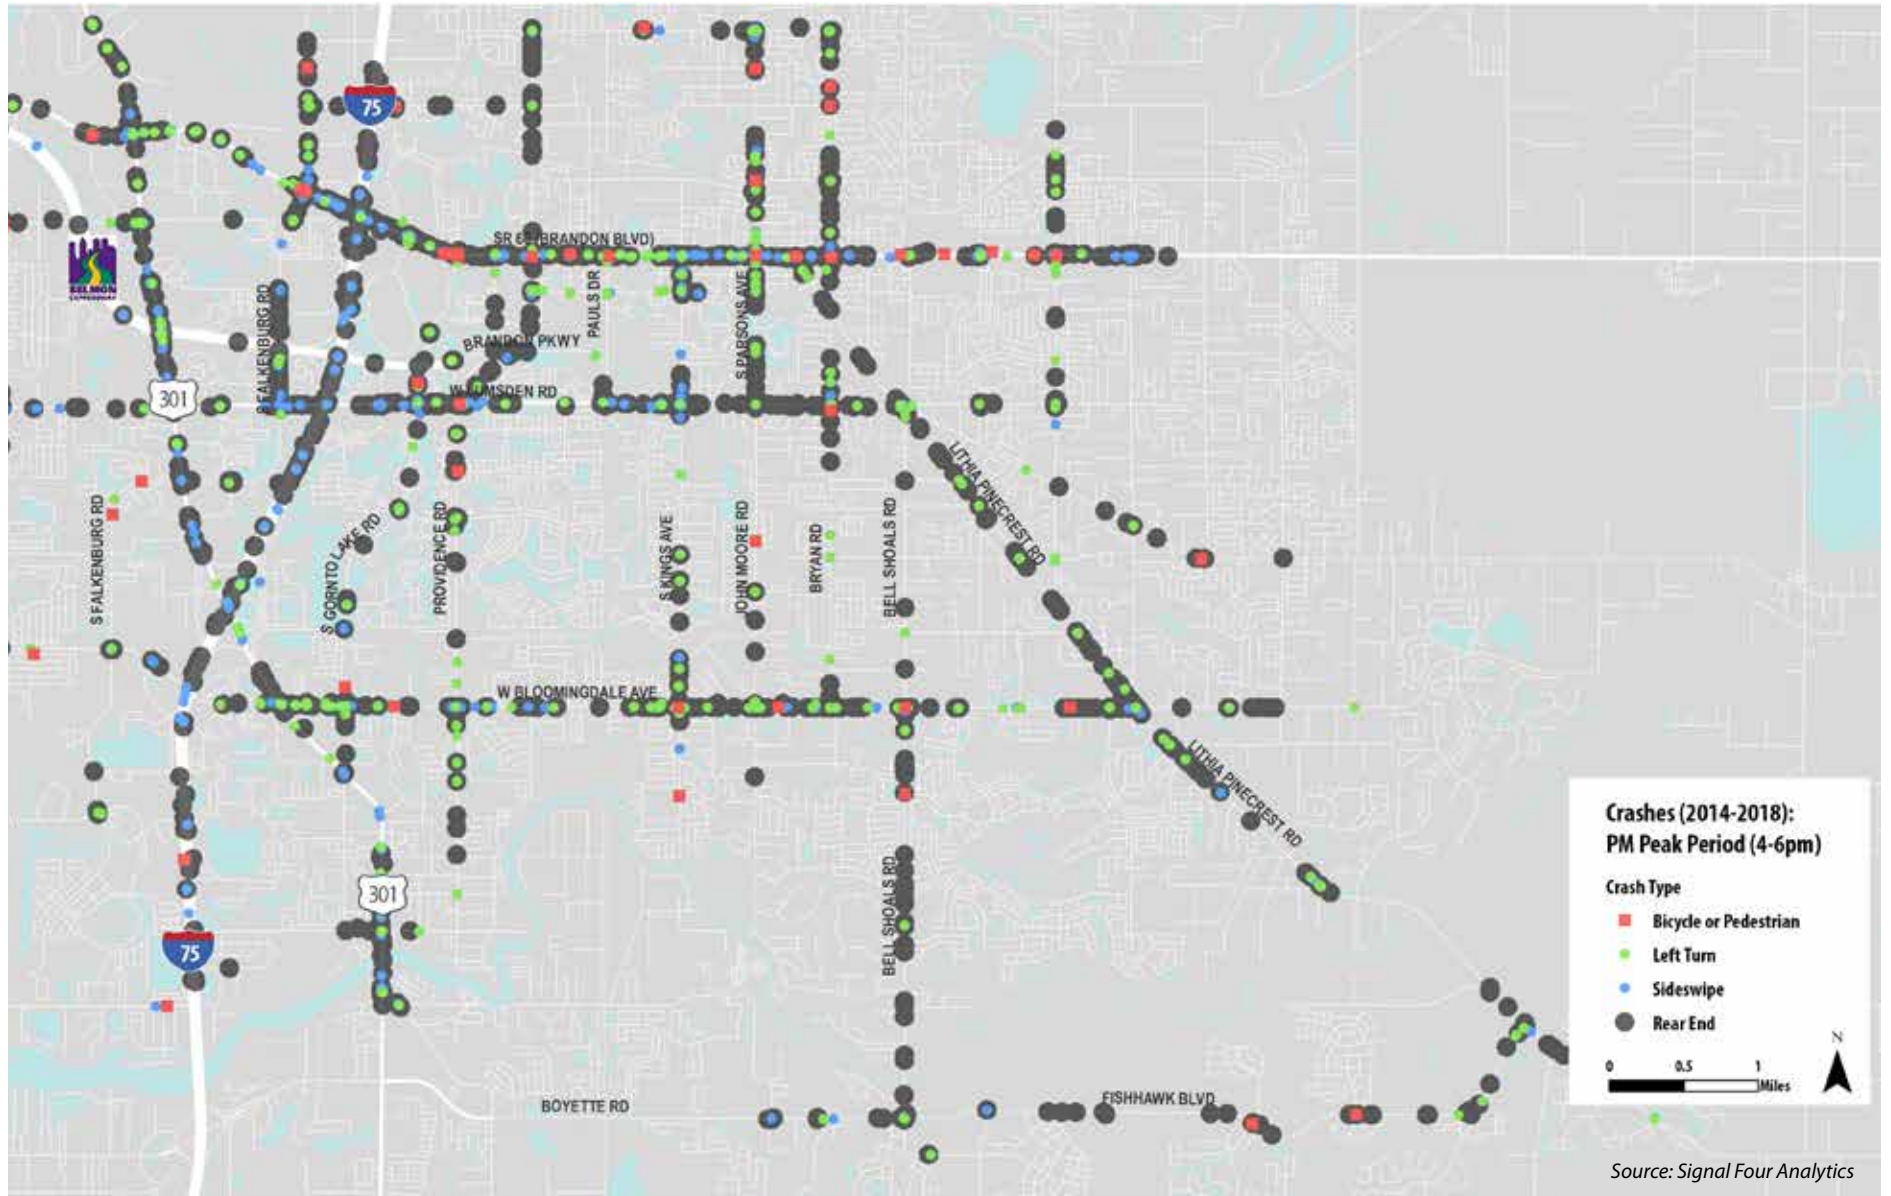 75
SR 60 (BRANDON BLVD)
BELMONT
EXPRESSWAY
S FALKENBURG RD
PAULS DR
S PARSONS AVE
BRANDON PKWY
W LUMSDEN RD
301
LITHIA PINECREST RD
S FALKENBURG RD
S GORNTO LAKE RD
PROVIDENCE RD
S KINGS AVE
JOHN MOORE RD
BRYAN RD
BELL SHOALS RD
W BLOOMINGDALE AVE
LITHIA PINECREST RD
301
BELL SHOALS RD
75
BOYETTE RD
FISHHAWK BLVD
Crashes (2014-2018):
PM Peak Period (4-6pm)
Crash Type
Bicycle or Pedestrian
Left Turn
Sideswipe
Rear End
N
0 0.5 1
Miles
Source: Signal Four Analytics